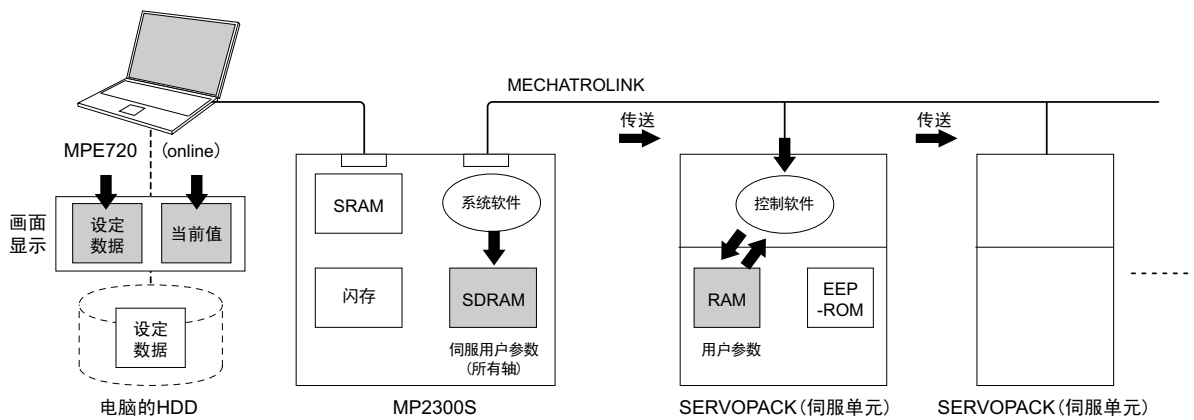 MECHATROLINK
传送
传送
MPE720 (online)
画面
显示
设定
数据
当前值
SRAM
系统软件
控制软件
闪存
SDRAM
RAM
EEP
-ROM
设定
数据
伺服用户参数
(所有轴)
用户参数
电脑的HDD
MP2300S
SERVOPACK(伺服单元)
SERVOPACK(伺服单元)